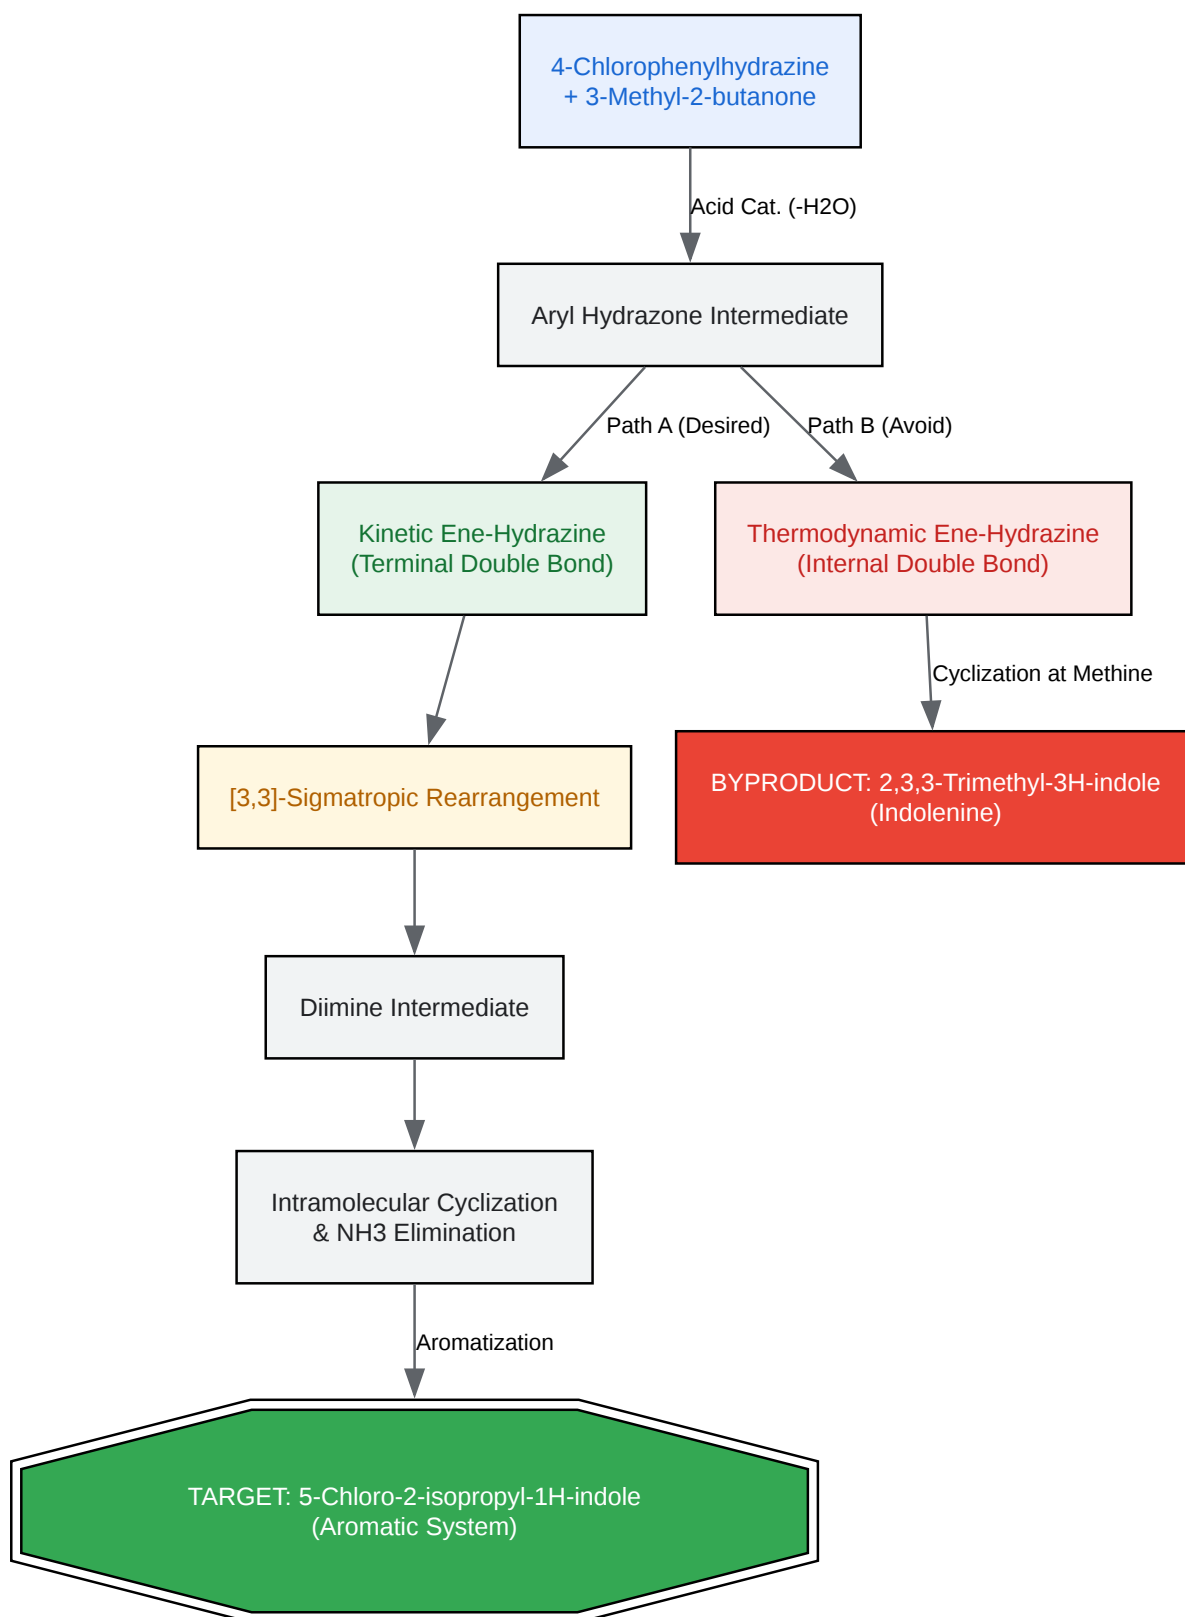 4-Chlorophenylhydrazine
+ 3-Methyl-2-butanone
Acid Cat. (-H2O)
Aryl Hydrazone Intermediate
Path A (Desired)
Path B (Avoid)
Kinetic Ene-Hydrazine
(Terminal Double Bond)
Thermodynamic Ene-Hydrazine
(Internal Double Bond)
Cyclization at Methine
[3,3]-Sigmatropic Rearrangement
BYPRODUCT: 2,3,3-Trimethyl-3H-indole
(Indolenine)
Diimine Intermediate
Intramolecular Cyclization
& NH3 Elimination
Aromatization
TARGET: 5-Chloro-2-isopropyl-1H-indole
(Aromatic System)